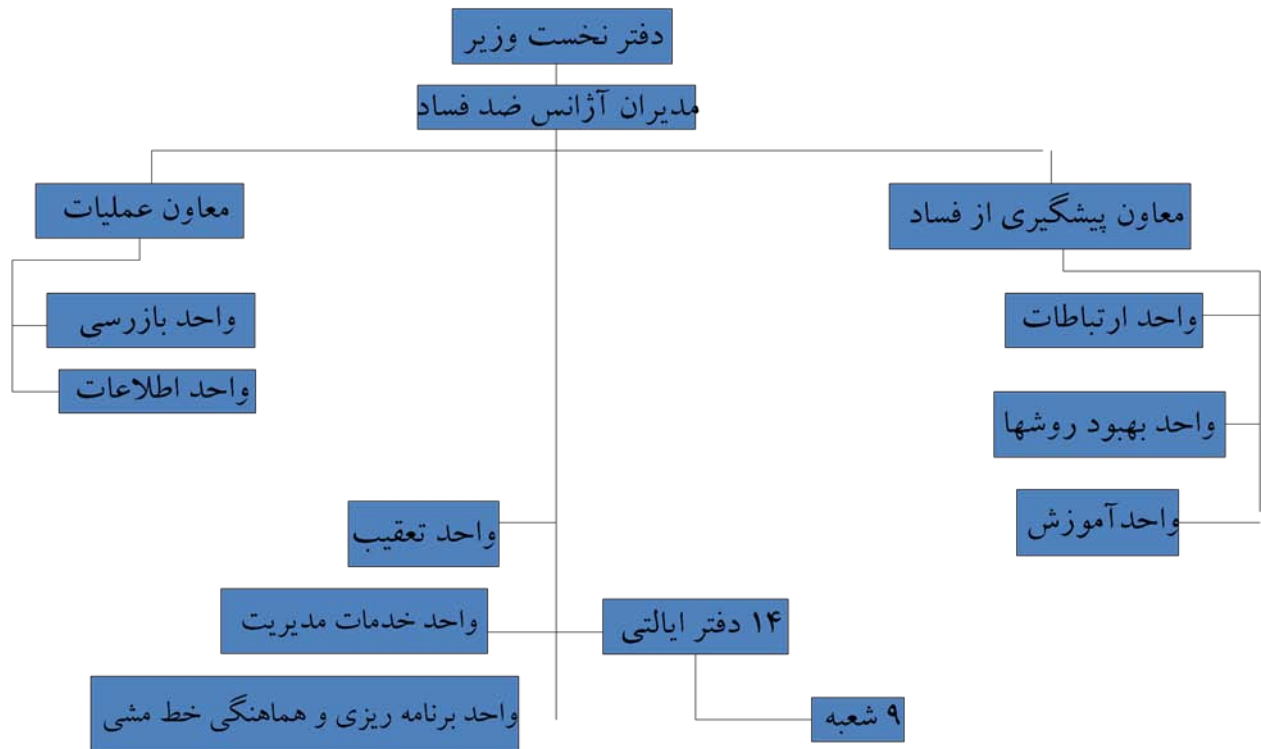 دفتر نخست وزیر
مدیران آژانس ضد فساد
معاون پیشگیری از فساد
معاون عملیات
واحد ارتباطات
واحد بهبود روشها
واحدآموزش
واحد بازرسی
واحد اطلاعات
واحد تعقیب
۱۴ دفتر ایالتی
واحد خدمات مدیریت
۹ شعبه
واحد برنامه ریزی و هماهنگی خط مشی